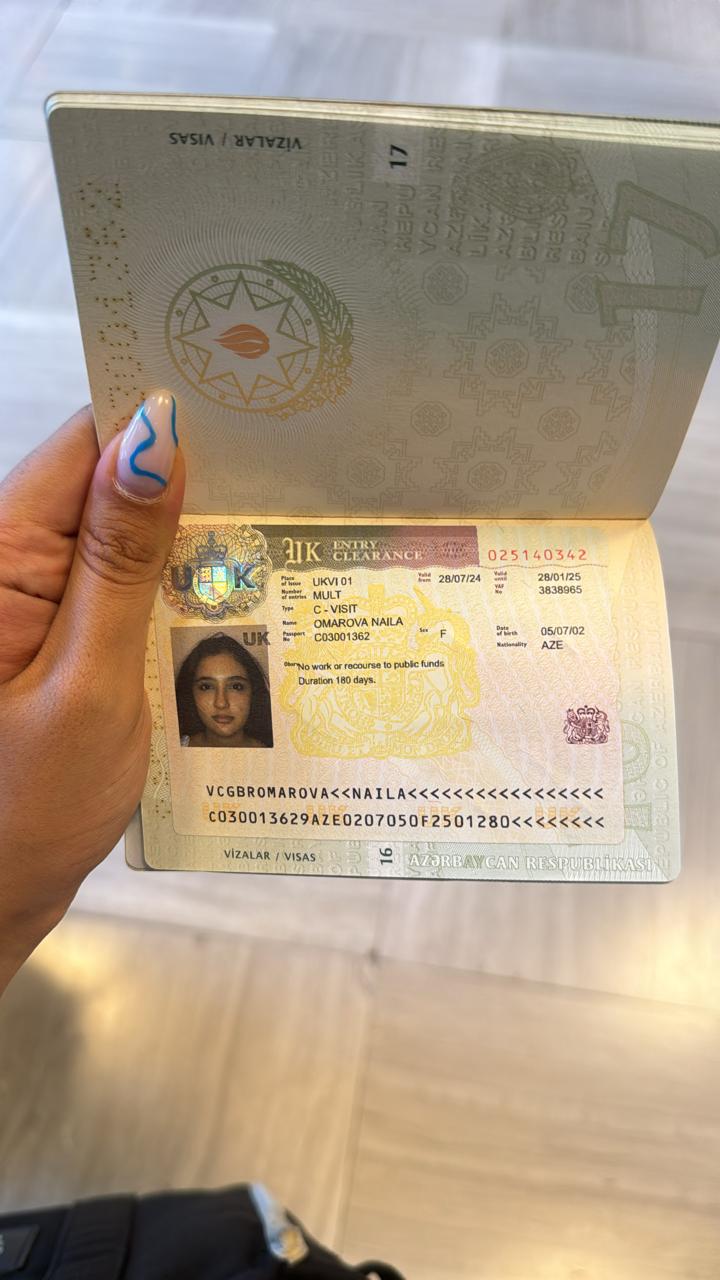 VİZALAR / VISAS
17
UK ENTRY
CLEARANCE
025140342
Place of Issue UKVI 01 Valid from 28/07/24 Valid until 28/01/25
Number of entries MULT VAF No 3838965
Type C - VISIT
Name OMAROVA NAILA
Passport No C03001362 Sex F Date of birth 05/07/02
Nationality AZE
UK
UK
No work or recourse to public funds
Duration 180 days.
VCGBROMAROVA<<NAILA<<<<<<<<<<<<<<<<<
C030013629AZE0207050F2501280<<<<<<<<
VİZALAR / VISAS
16
AZƏRBAYCAN RESPUBLİKASI